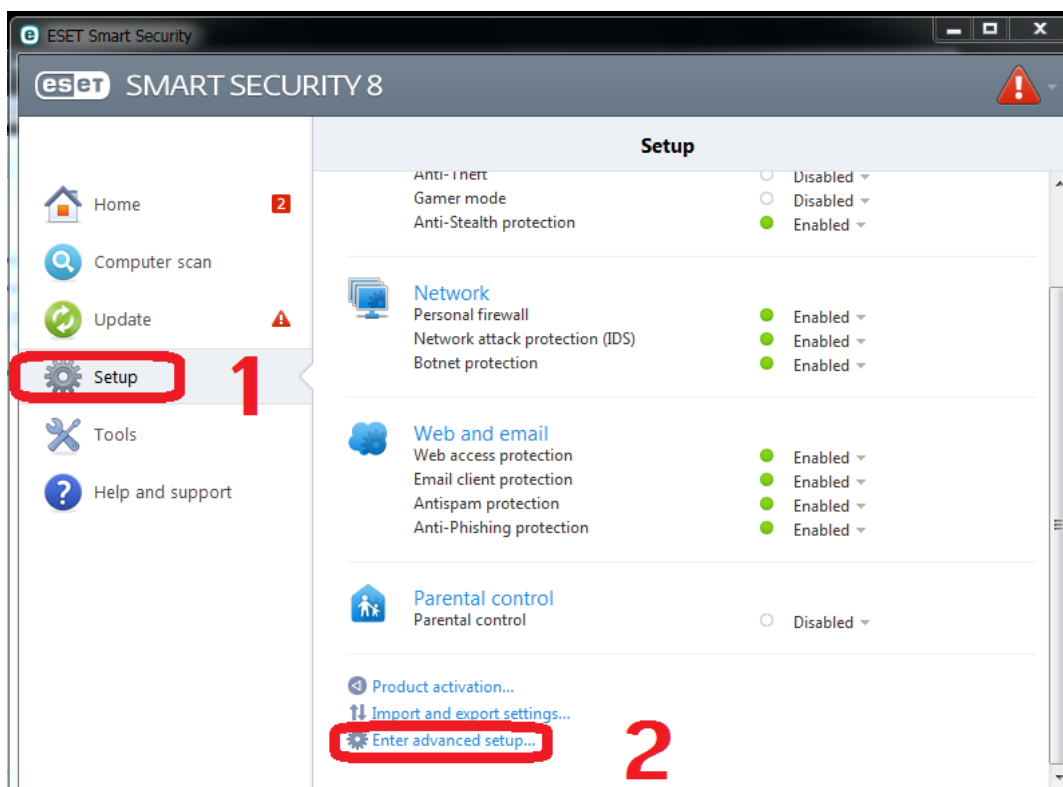 ESET Smart Security
eset SMART SECURITY 8
Setup
Home 2
Computer scan
Update
Setup 1
Tools
Help and support
Anti-Theft Disabled
Gamer mode Disabled
Anti-Stealth protection Enabled
Network
Personal firewall Enabled
Network attack protection (IDS) Enabled
Botnet protection Enabled
Web and email
Web access protection Enabled
Email client protection Enabled
Antispam protection Enabled
Anti-Phishing protection Enabled
Parental control
Parental control Disabled
Product activation...
Import and export settings...
Enter advanced setup... 2